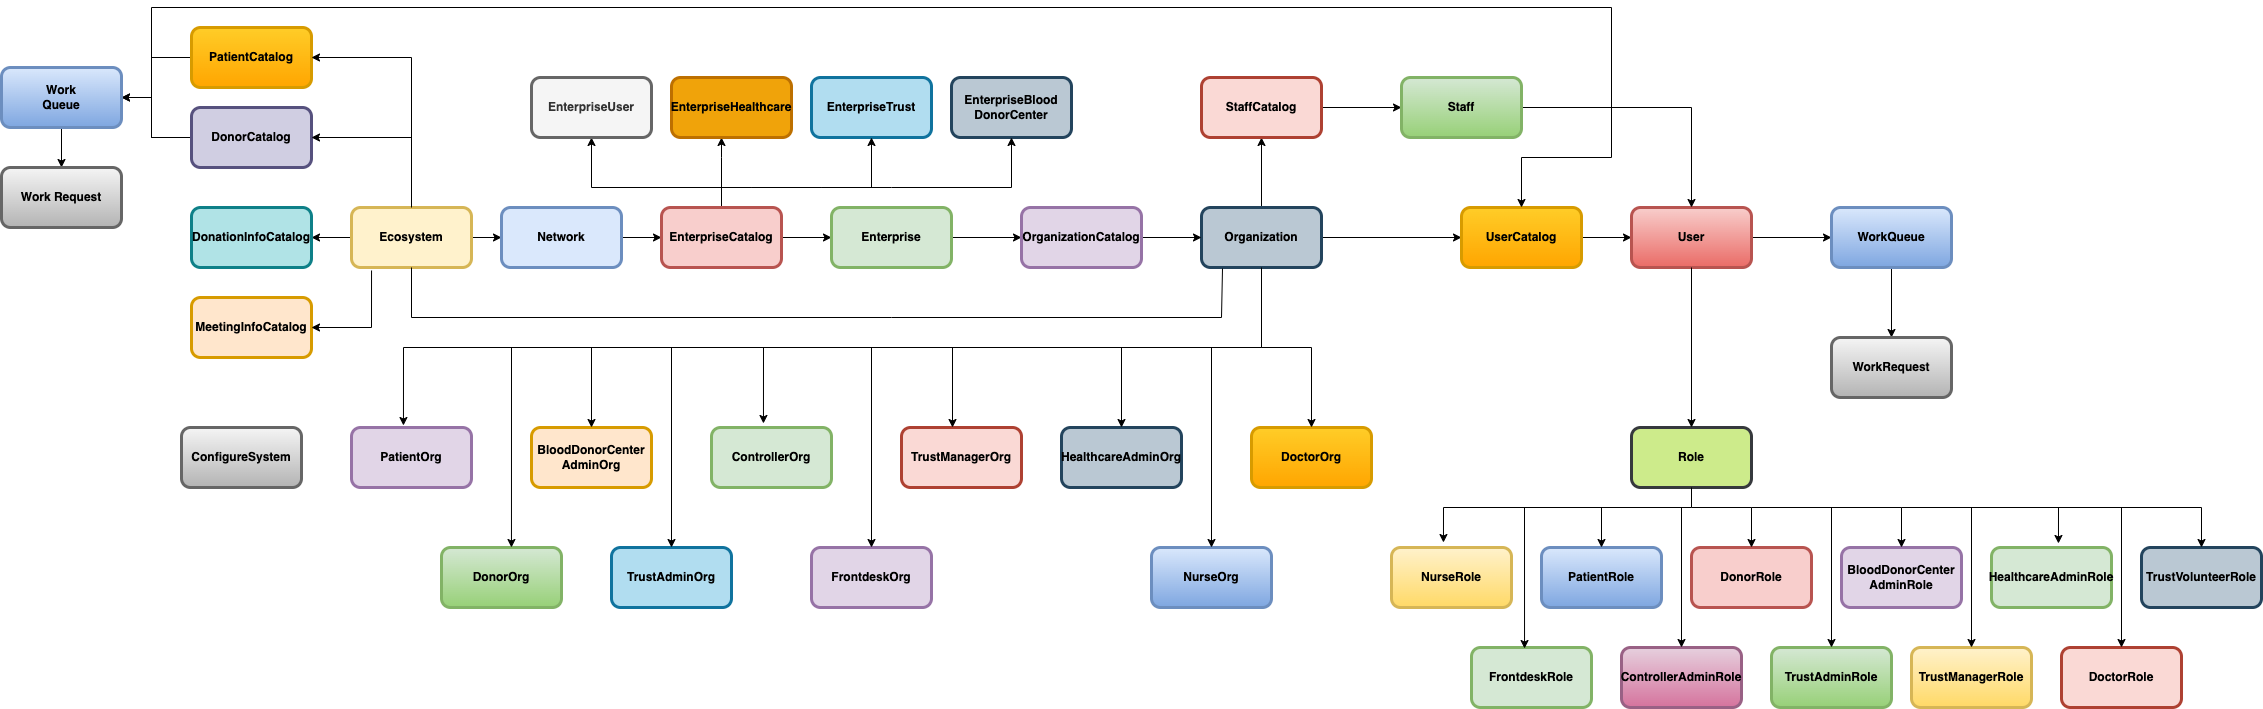 PatientCatalog
Work
Queue
EnterpriseUser
EnterpriseHealthcare
EnterpriseTrust
EnterpriseBlood
DonorCenter
StaffCatalog
Staff
DonorCatalog
Work Request
DonationInfoCatalog
Ecosystem
Network
EnterpriseCatalog
Enterprise
OrganizationCatalog
Organization
UserCatalog
User
WorkQueue
MeetingInfoCatalog
WorkRequest
ConfigureSystem
PatientOrg
BloodDonorCenter
AdminOrg
ControllerOrg
TrustManagerOrg
HealthcareAdminOrg
DoctorOrg
Role
DonorOrg
TrustAdminOrg
FrontdeskOrg
NurseOrg
NurseRole
PatientRole
DonorRole
BloodDonorCenter
AdminRole
HealthcareAdminRole
TrustVolunteerRole
FrontdeskRole
ControllerAdminRole
TrustAdminRole
TrustManagerRole
DoctorRole